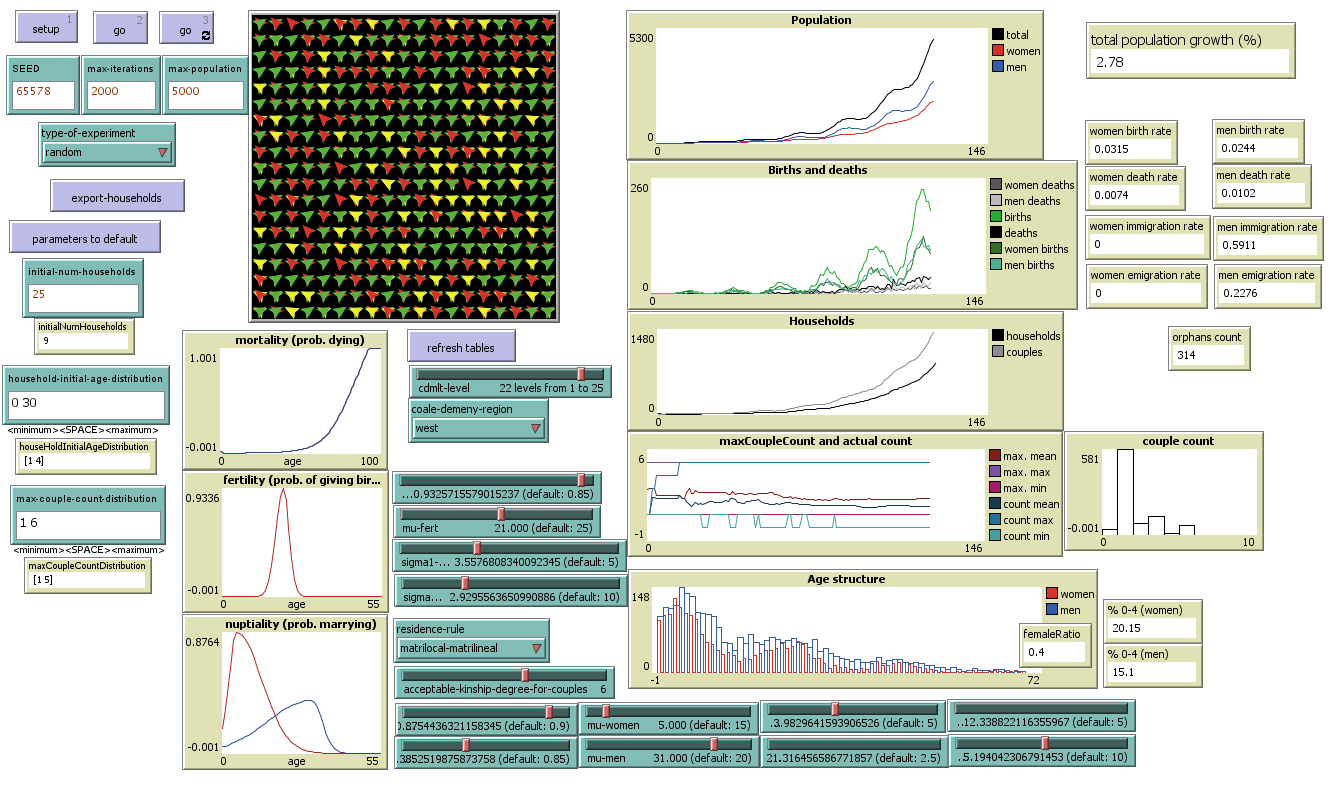 setup 1
go 2
go 3
SEED
65578
max-iterations
2000
max-population
5000
type-of-experiment
random
export-households
parameters to default
initial-num-households
25
initialNumHouseholds
9
household-initial-age-distribution
0 30
<minimum><SPACE><maximum>
houseHoldInitialAgeDistribution
[1 4]
max-couple-count-distribution
1 6
<minimum><SPACE><maximum>
maxCoupleCountDistribution
[1 5]
mortality (prob. dying)
1.001
-0.001
0 age 100
fertility (prob. of giving bir...
0.9336
-0.001
0 age 55
nuptiality (prob. marrying)
0.8764
-0.001
0 age 55
refresh tables
cdmlt-level 22 levels from 1 to 25
coale-demeny-region
west
...0.9325715579015237 (default: 0.85)
mu-fert 21.000 (default: 25)
sigma1-... 3.5576808340092345 (default: 5)
sigma... 2.9295563650990886 (default: 10)
residence-rule
matrilocal-matrilineal
acceptable-kinship-degree-for-couples 6
0.8754436321158345 (default: 0.9)
mu-women 5.000 (default: 15)
..3.9829641593906526 (default: 5)
...12.338822116355967 (default: 5)
.3852519875873758 (default: 0.85)
mu-men 31.000 (default: 20)
21.316456586771857 (default: 2.5)
...5.194042306791453 (default: 10)
Population
5300
0
0 146
total
women
men
Births and deaths
260
0
0 146
women deaths
men deaths
births
deaths
women births
men births
Households
1480
0
0 146
households
couples
maxCoupleCount and actual count
6
-1
0 146
max. mean
max. max
max. min
count mean
count max
count min
couple count
581
-0.001
0 10
Age structure
148
0
-1 72
women
men
femaleRatio
0.4
% 0-4 (women)
20.15
% 0-4 (men)
15.1
total population growth (%)
2.78
women birth rate
0.0315
men birth rate
0.0244
women death rate
0.0074
men death rate
0.0102
women immigration rate
0
men immigration rate
0.5911
women emigration rate
0
men emigration rate
0.2276
orphans count
314